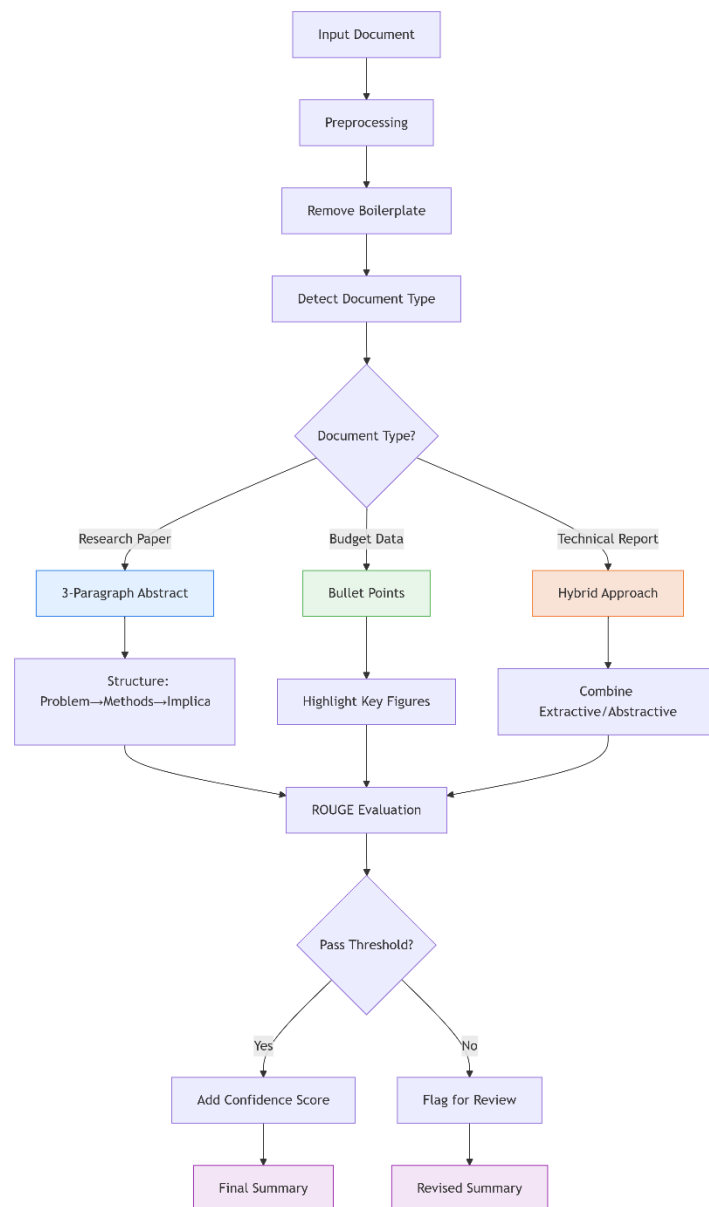 Input Document
Preprocessing
Remove Boilerplate
Detect Document Type
Document Type?
Research Paper
Budget Data
Technical Report
3-Paragraph Abstract
Bullet Points
Hybrid Approach
Structure:
Problem→Methods→Implica
Highlight Key Figures
Combine
Extractive/Abstractive
ROUGE Evaluation
Pass Threshold?
Yes
No
Add Confidence Score
Flag for Review
Final Summary
Revised Summary